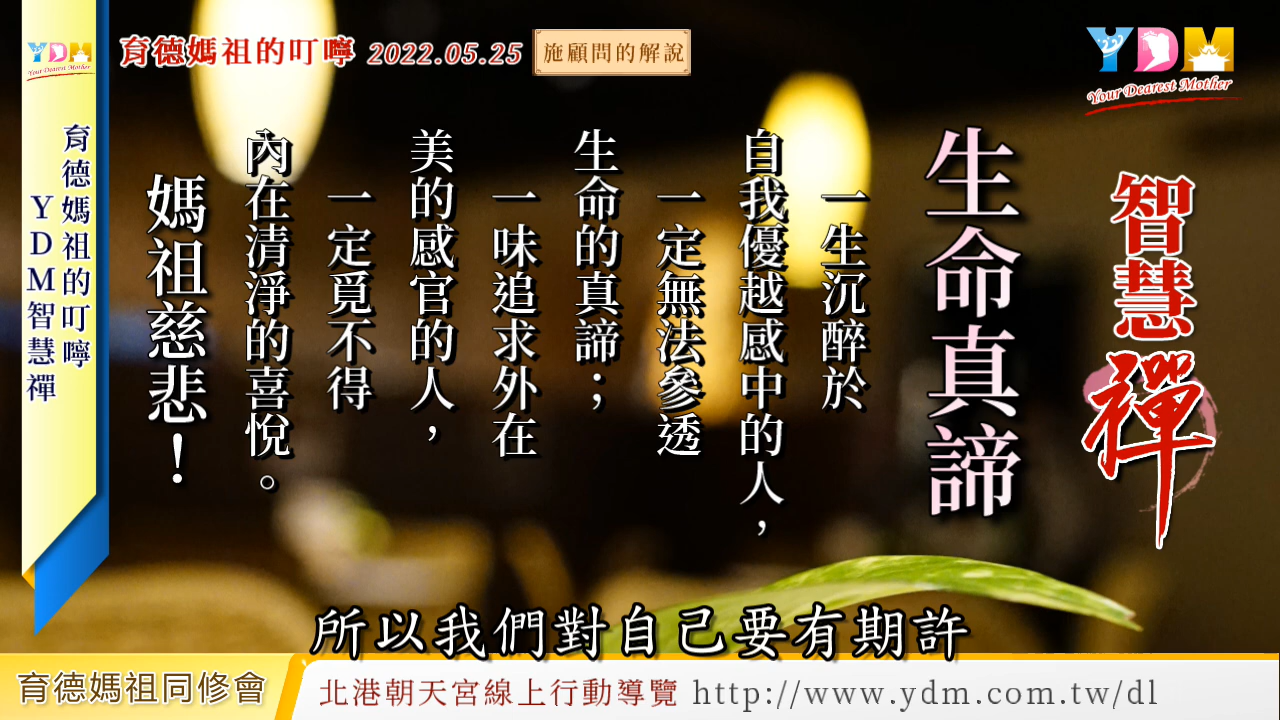 育德媽祖的叮嚀 2022.05.25 施顧問的解說
YDM
Your Dearest Mother
YDM
Your Dearest Mother
育德媽祖的叮嚀
YDM智慧禪
智慧禪
生命真諦
一生沉醉於
自我優越感中的人，
一定無法參透
生命的真諦；
一味追求外在
美的感官的人，
一定覓不得
內在清淨的喜悅。
媽祖慈悲！
所以我們對自己要有期許
育德媽祖同修會
北港朝天宮線上行動導覽 http://www.ydm.com.tw/dl